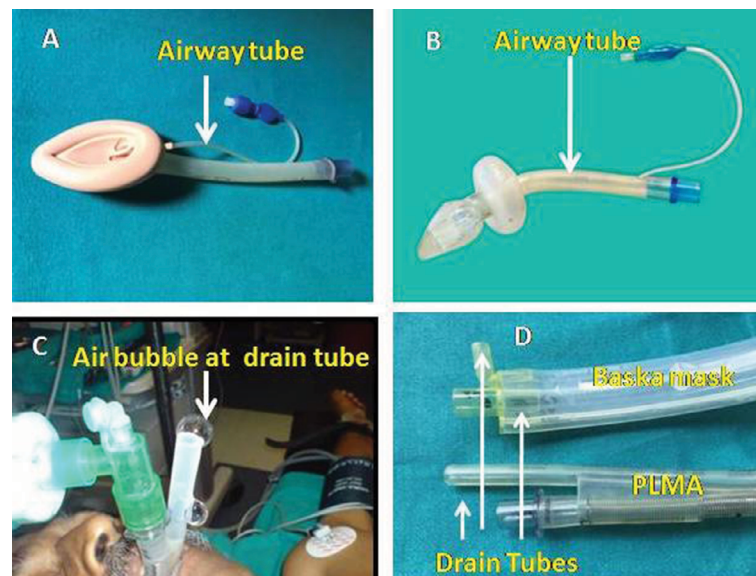 A
Airway tube
B
Airway tube
C
Air bubble at drain tube
D
Baska mask
PLMA
Drain Tubes